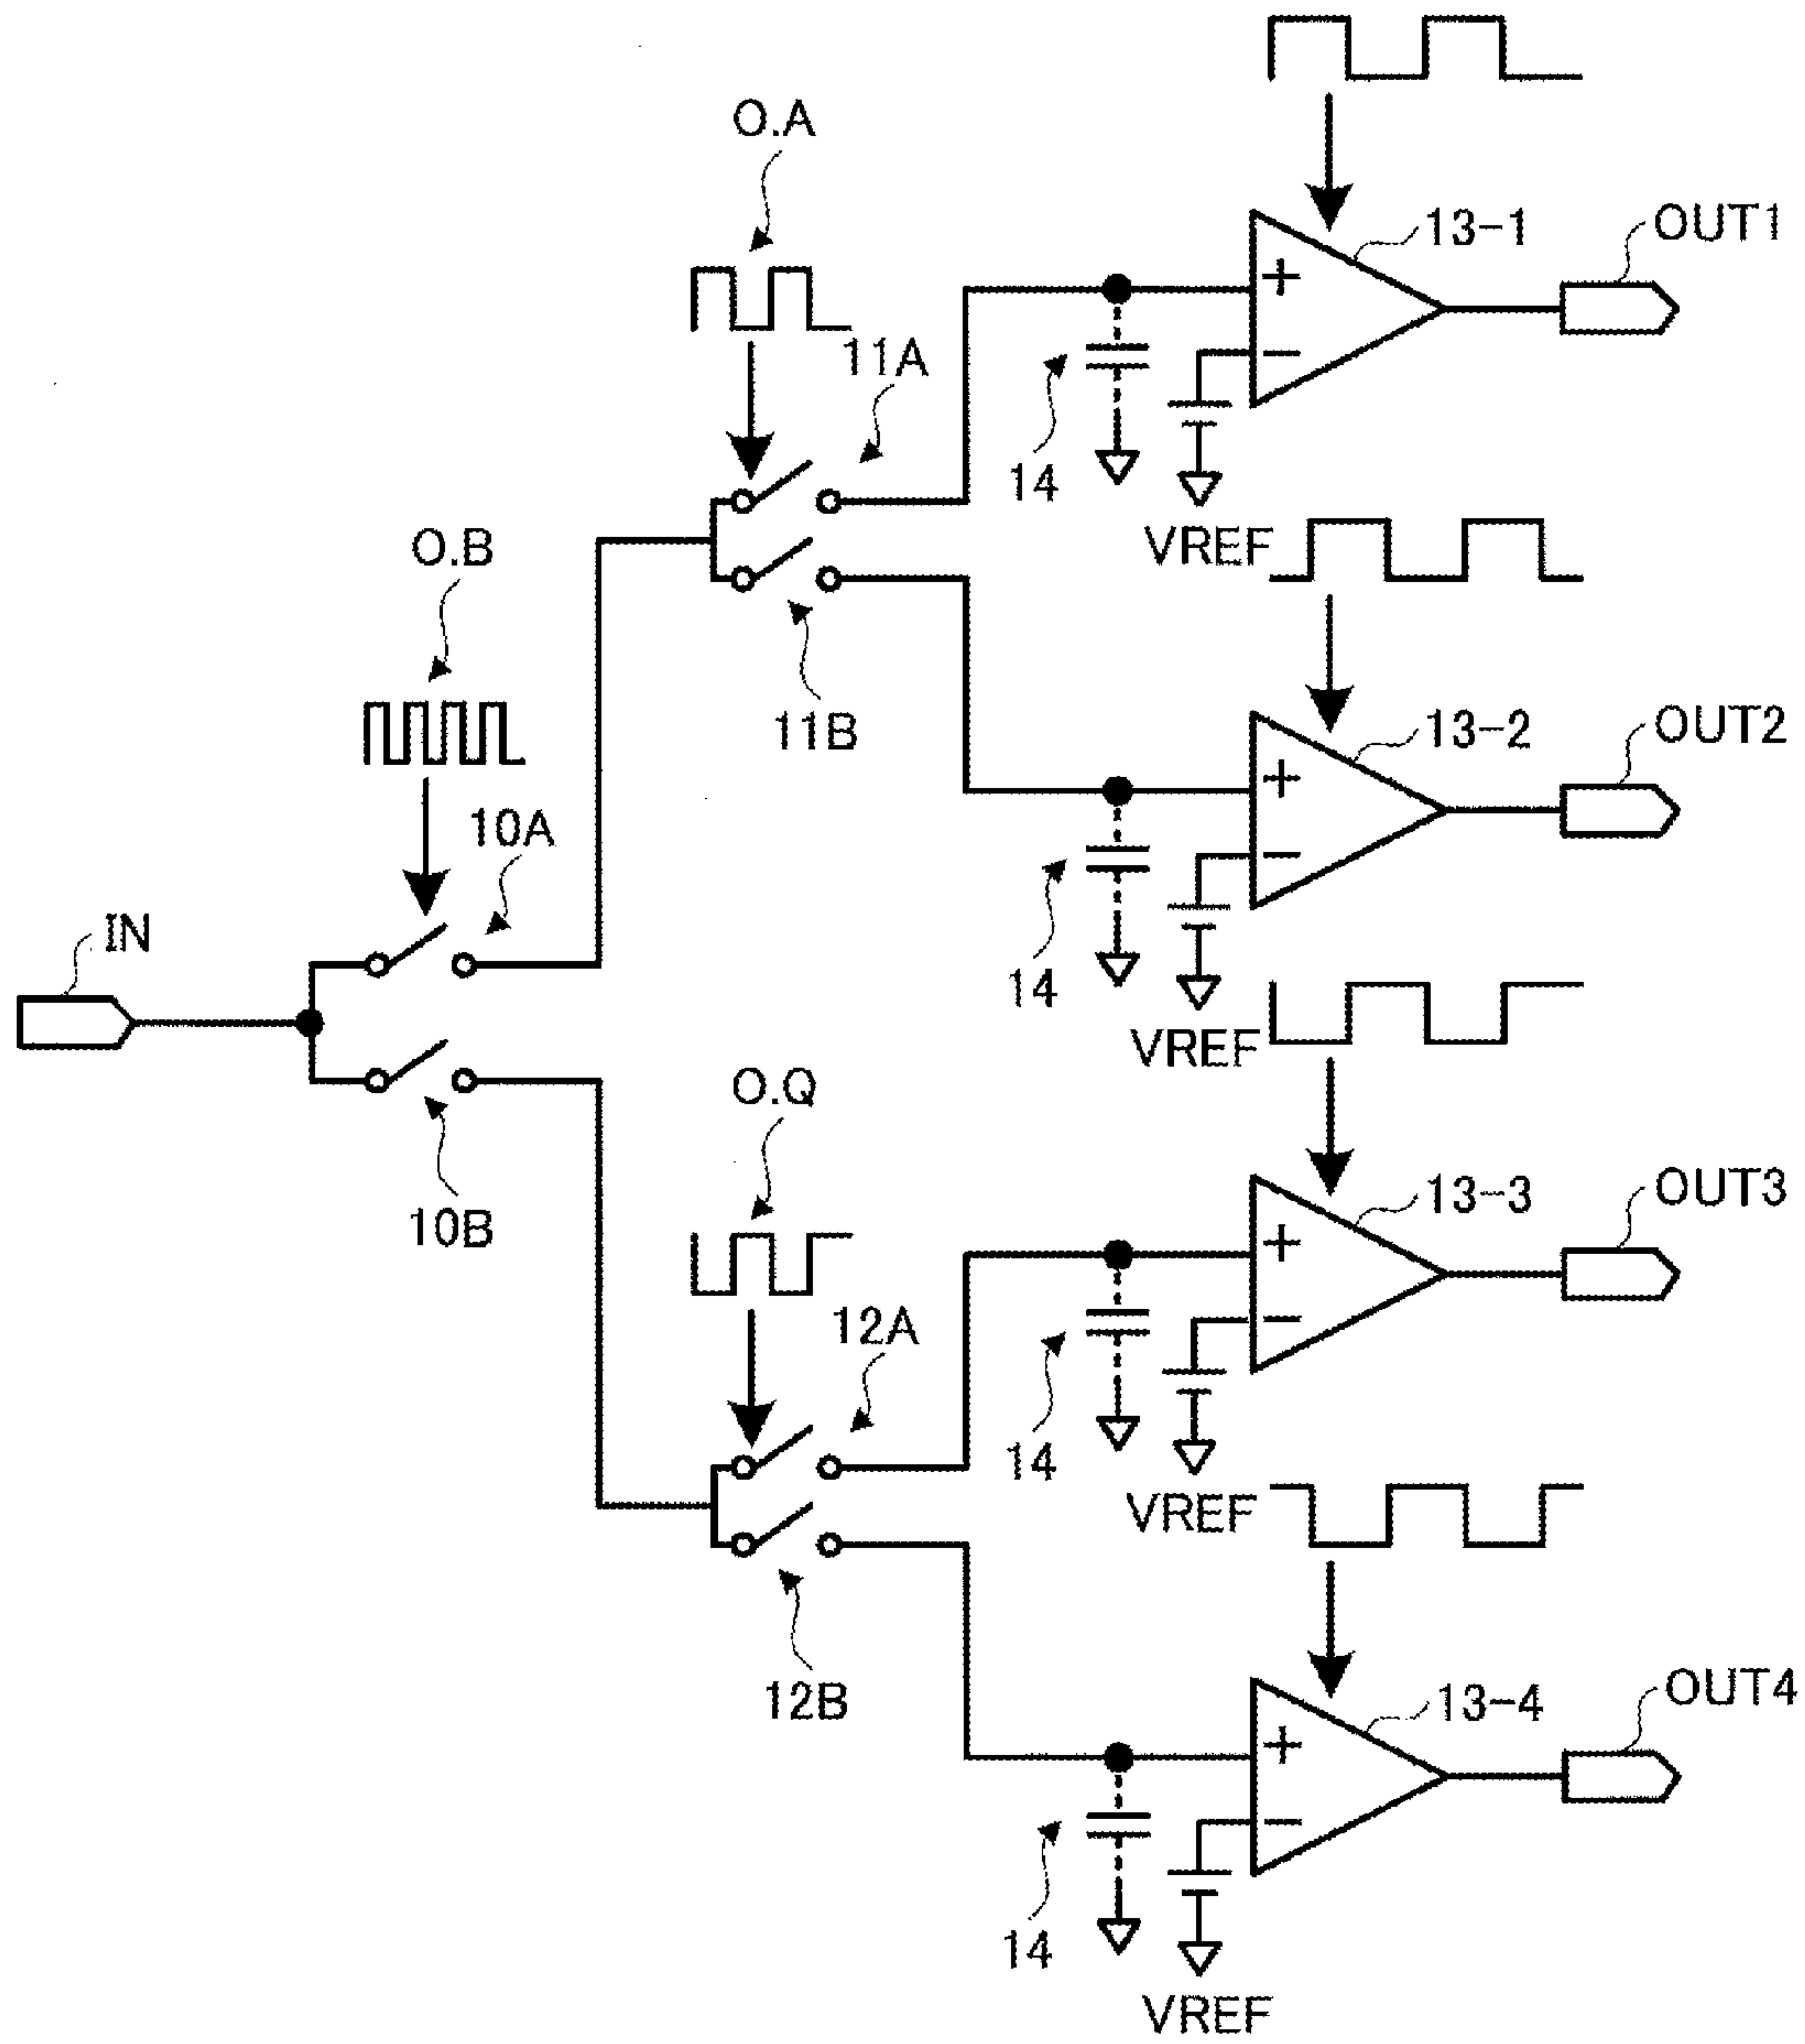 O.A
13-1
OUT1
11A
14
VREF
O.B
11B
13-2
OUT2
10A
IN
14
VREF
O.Q
10B
13-3
OUT3
12A
14
VREF
12B
13-4
OUT4
14
VREF